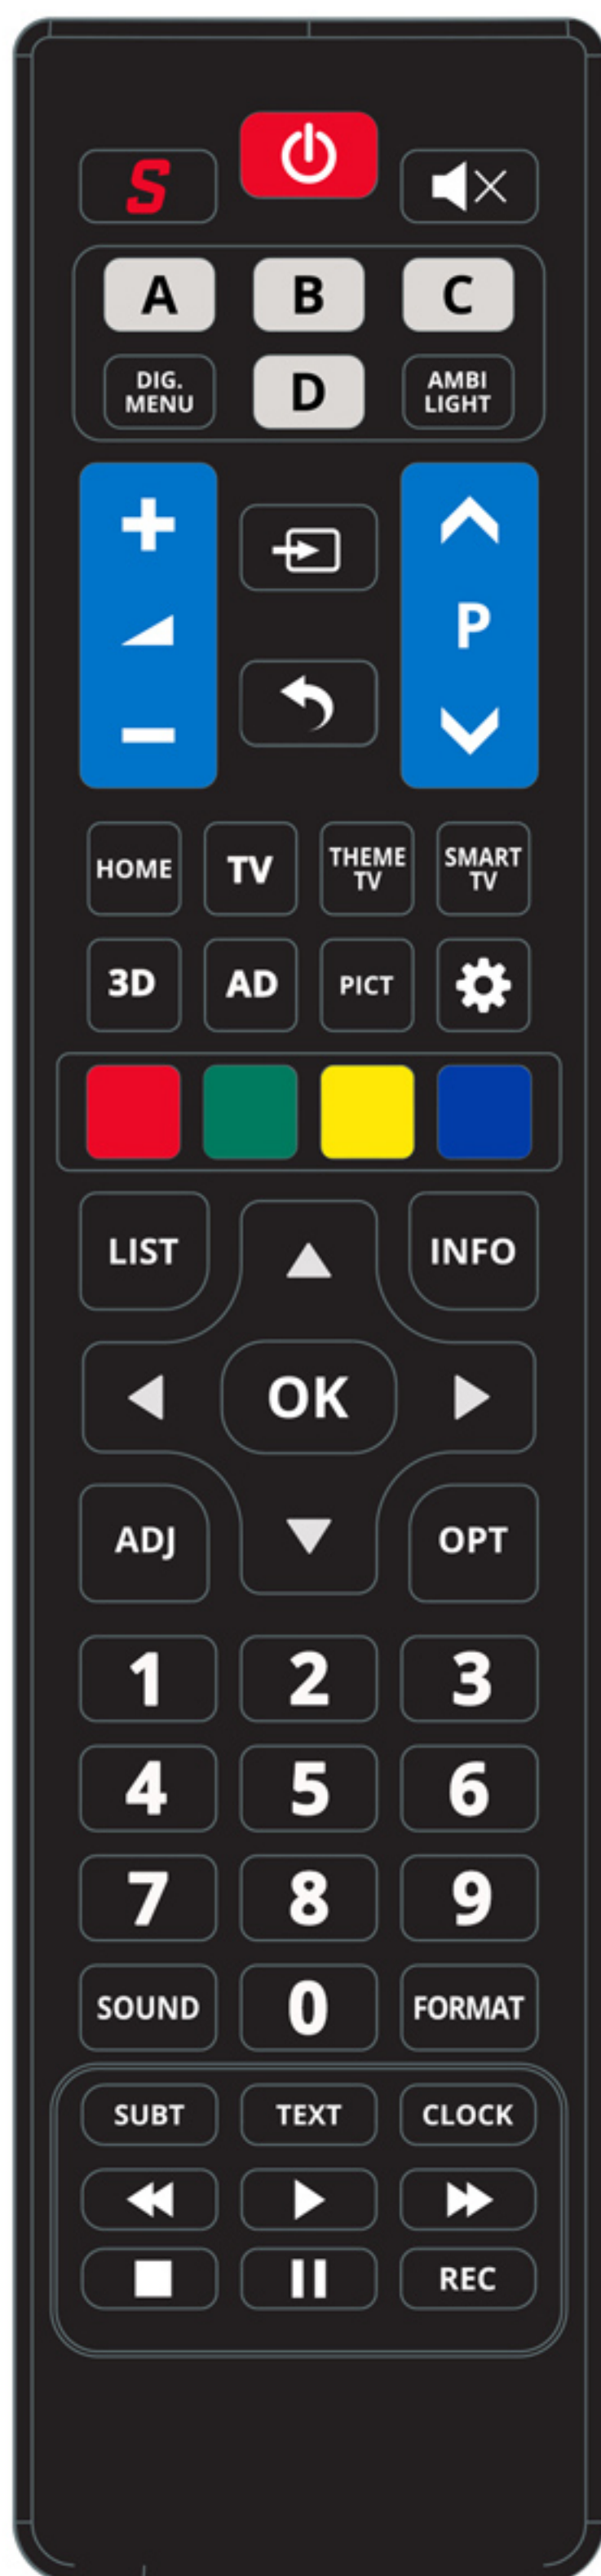 S
A B C
DIG. MENU D AMBI LIGHT
P
HOME TV THEME TV SMART TV
3D AD PICT
LIST INFO
OK
ADJ OPT
1 2 3
4 5 6
7 8 9
SOUND 0 FORMAT
SUBT TEXT CLOCK
REC